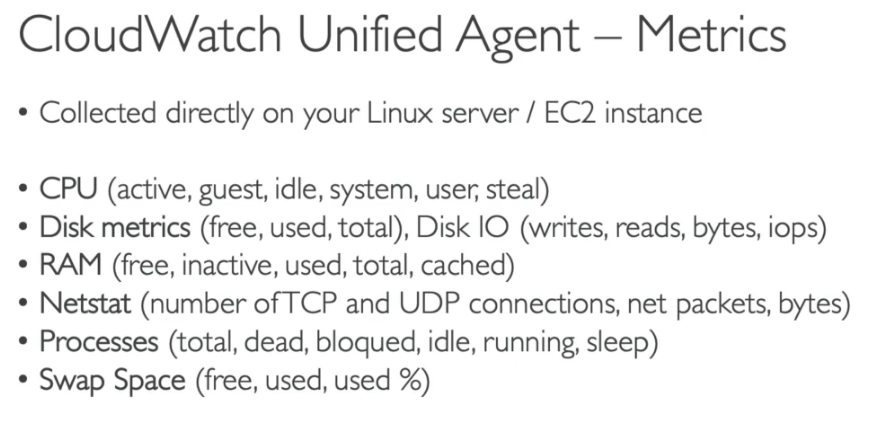 CloudWatch Unified Agent – Metrics
• Collected directly on your Linux server / EC2 instance
• CPU (active, guest, idle, system, user, steal)
• Disk metrics (free, used, total), Disk IO (writes, reads, bytes, iops)
• RAM (free, inactive, used, total, cached)
• Netstat (number of TCP and UDP connections, net packets, bytes)
• Processes (total, dead, bloqued, idle, running, sleep)
• Swap Space (free, used, used %)